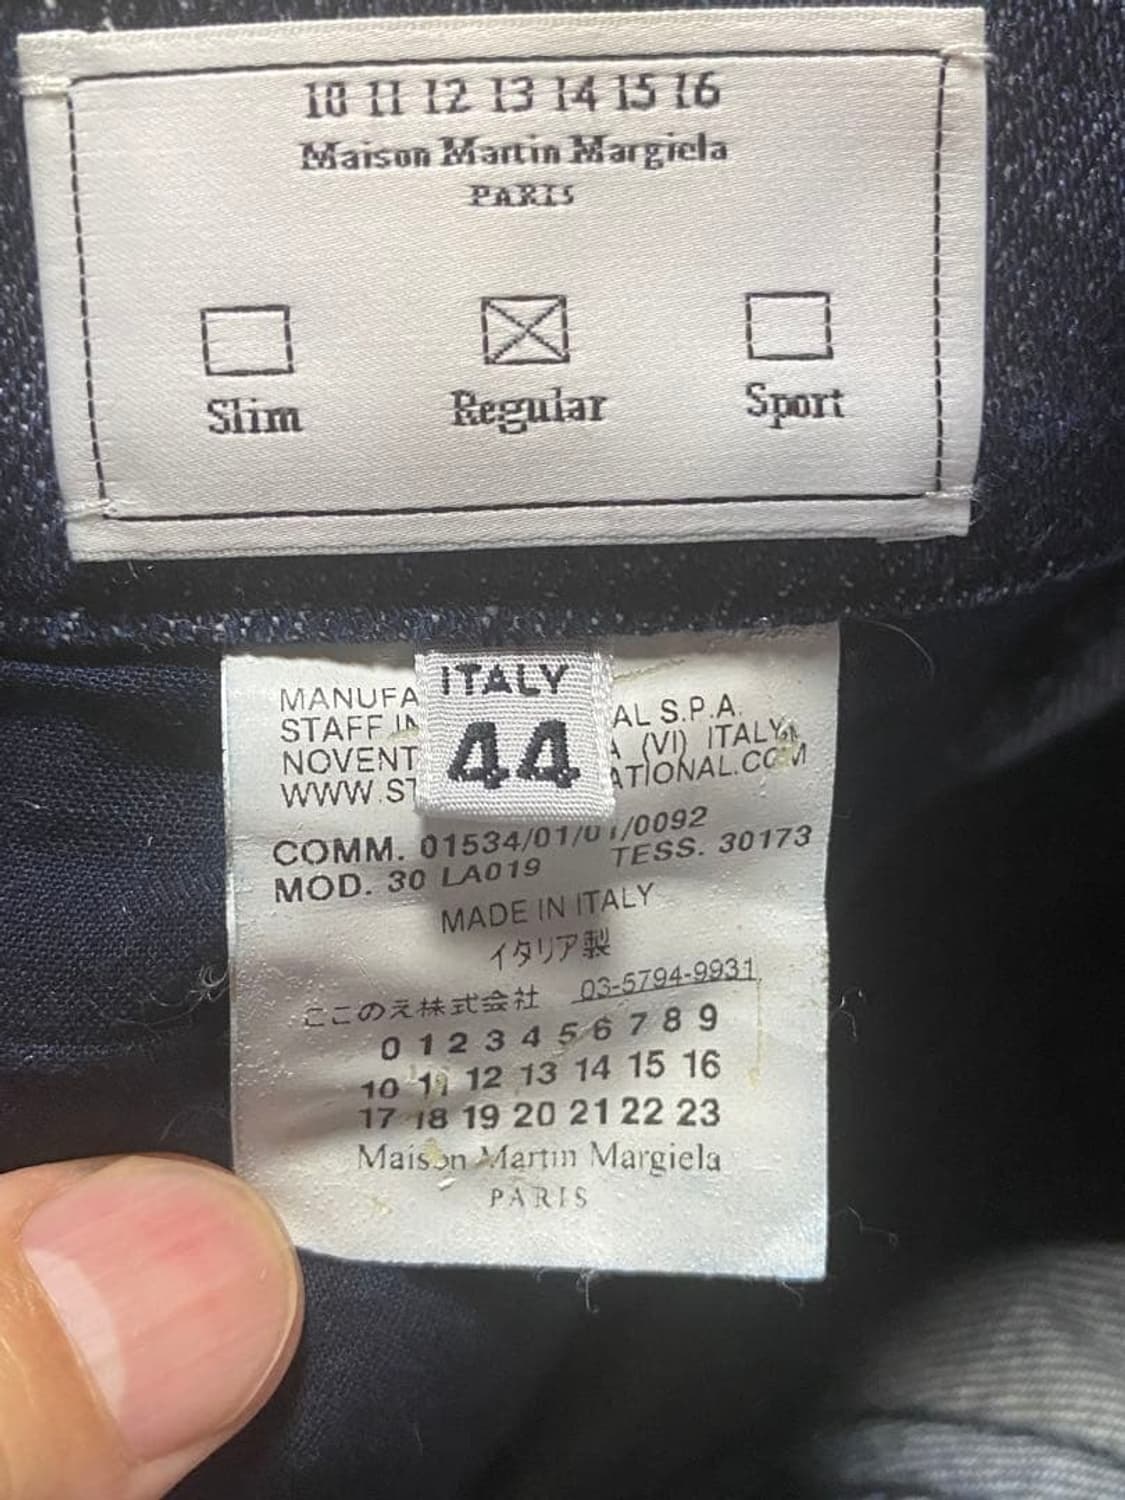 10 11 12 13 14 15 16
Maison Martin Margiela
PARIS
Slim Regular Sport
ITALY
44
MANUFA AL S.P.A.
STAFF IN
NOVENT (VI) ITALY
WWW.ST ATIONAL.COM
COMM. 01534/01/01/0092
MOD. 30 LA019 TESS. 30173
MADE IN ITALY
イタリア製
ここのえ株式会社 03-5794-9931
0 1 2 3 4 5 6 7 8 9
10 11 12 13 14 15 16
17 18 19 20 21 22 23
Maison Martin Margiela
PARIS